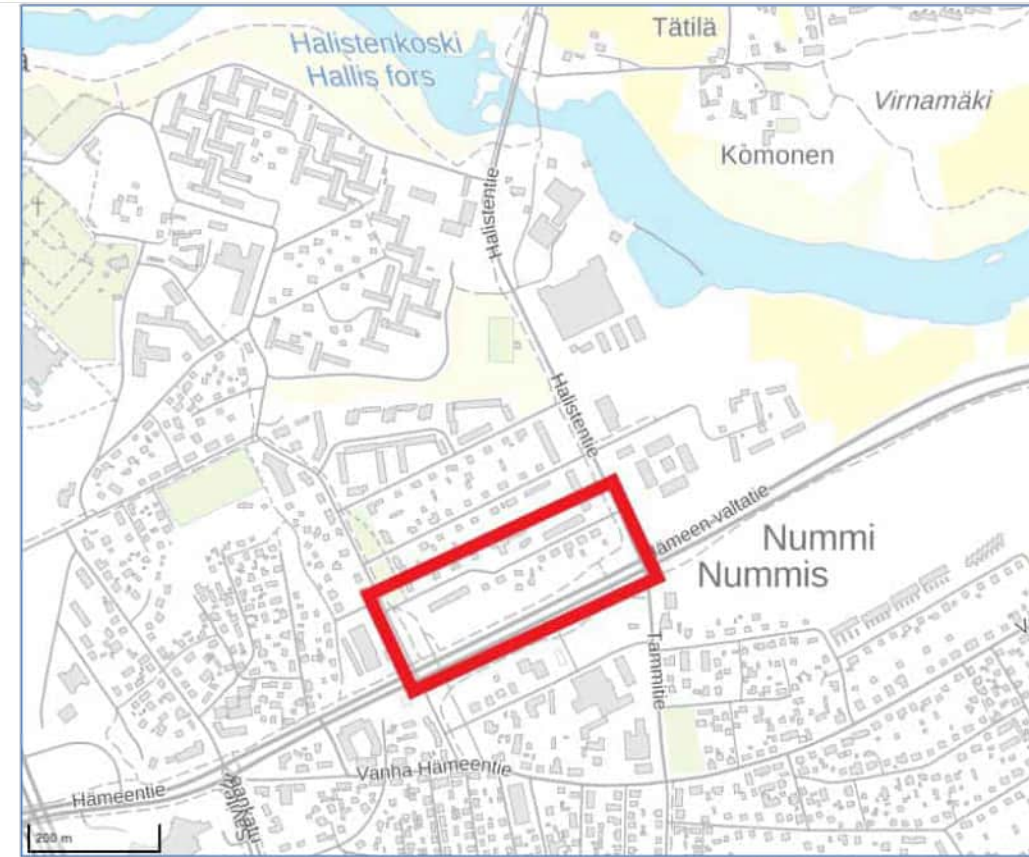 Tätilä
Halistenkoski
Hallis fors
Virnamäki
Komonen
Halistentie
Halistentie
Hämeen-valtatie
Nummi
Nummis
Tammitie
Vanha-Hämeentie
Hämeentie
200 m